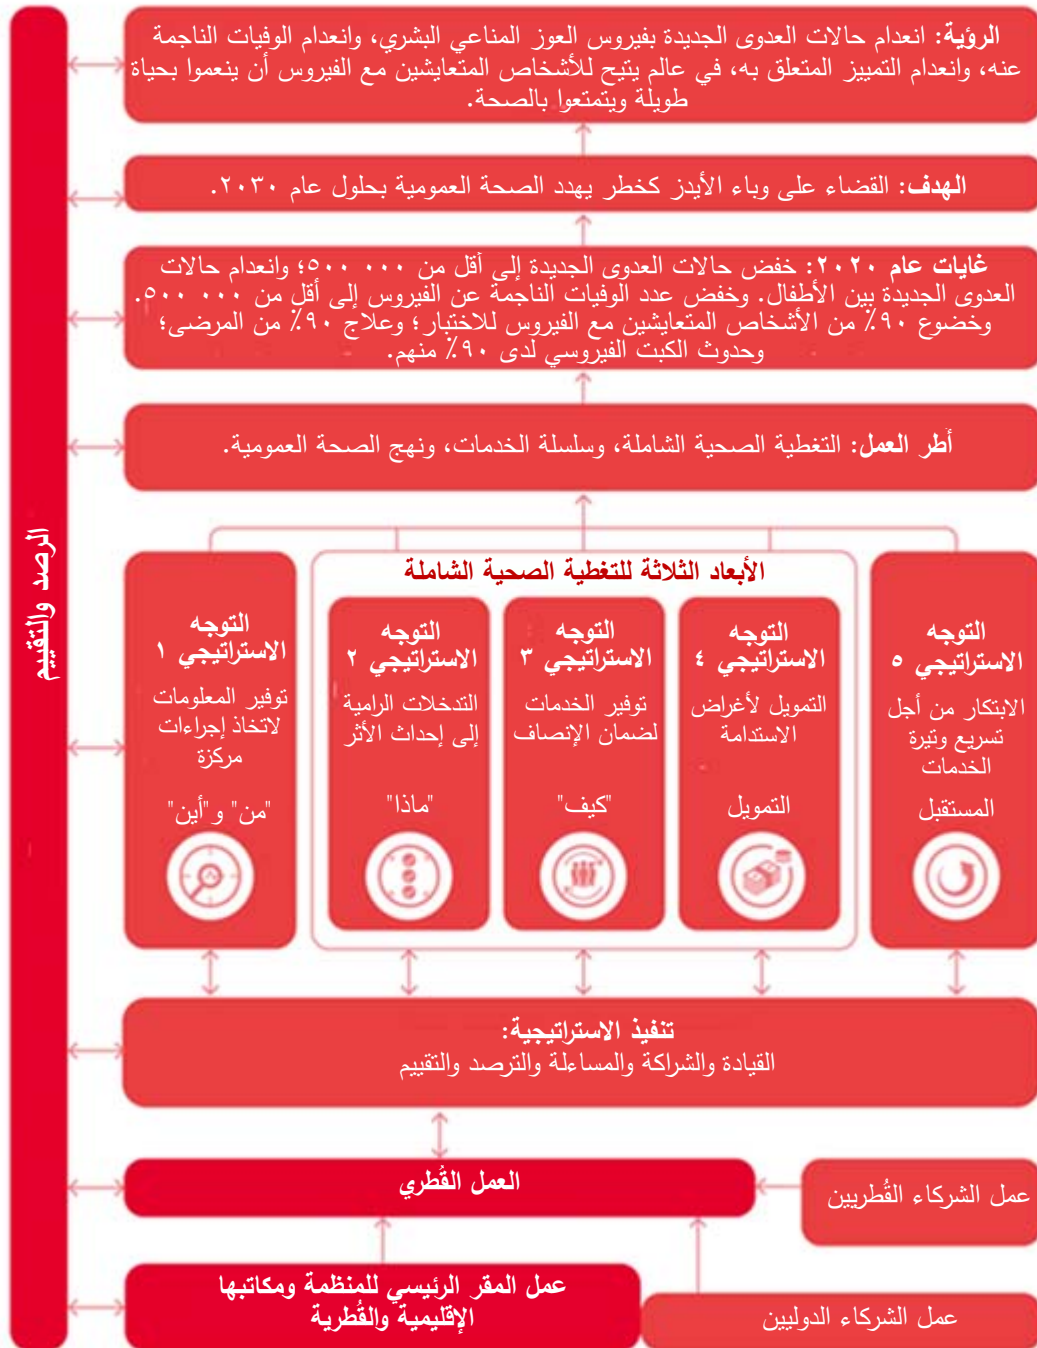 الرؤية: انعدام حالات العدوى الجديدة بفيروس العوز المناعي البشري، وانعدام الوفيات الناجمة
عنه، وانعدام التمييز المتعلق به، في عالم يتيح للأشخاص المتعايشين مع الفيروس أن ينعموا بحياة
طويلة ويتمتعوا بالصحة.
الهدف: القضاء على وباء الأيدز كخطر يهدد الصحة العمومية بحلول عام ٢٠٣٠.
غايات عام ٢٠٢٠: خفض حالات العدوى الجديدة إلى أقل من ٠٠٠ ٥٠٠؛ وانعدام حالات
العدوى الجديدة بين الأطفال. وخفض عدد الوفيات الناجمة عن الفيروس إلى أقل من ٠٠٠ ٥٠٠.
وخضوع ٩٠٪ من الأشخاص المتعايشين مع الفيروس للاختبار؛ وعلاج ٩٠٪ من المرضى؛
وحدوث الكبت الفيروسي لدى ٩٠٪ منهم.
أطر العمل: التغطية الصحية الشاملة، وسلسلة الخدمات، ونهج الصحة العمومية.
الرصد والتقييم
الأبعاد الثلاثة للتغطية الصحية الشاملة
التوجه
الاستراتيجي ١
توفير المعلومات
لاتخاذ إجراءات
مركزة
"من" و"أين"
التوجه
الاستراتيجي ٢
التدخلات الرامية
إلى إحداث الأثر
"ماذا"
التوجه
الاستراتيجي ٣
توفير الخدمات
لضمان الإنصاف
"كيف"
التوجه
الاستراتيجي ٤
التمويل لأغراض
الاستدامة
التمويل
التوجه
الاستراتيجي ٥
الابتكار من أجل
تسريع وتيرة
الخدمات
المستقبل
تنفيذ الاستراتيجية:
القيادة والشراكة والمساءلة والترصد والتقييم
العمل القُطري
عمل الشركاء القُطريين
عمل المقر الرئيسي للمنظمة ومكاتبها
الإقليمية والقُطرية
عمل الشركاء الدوليين